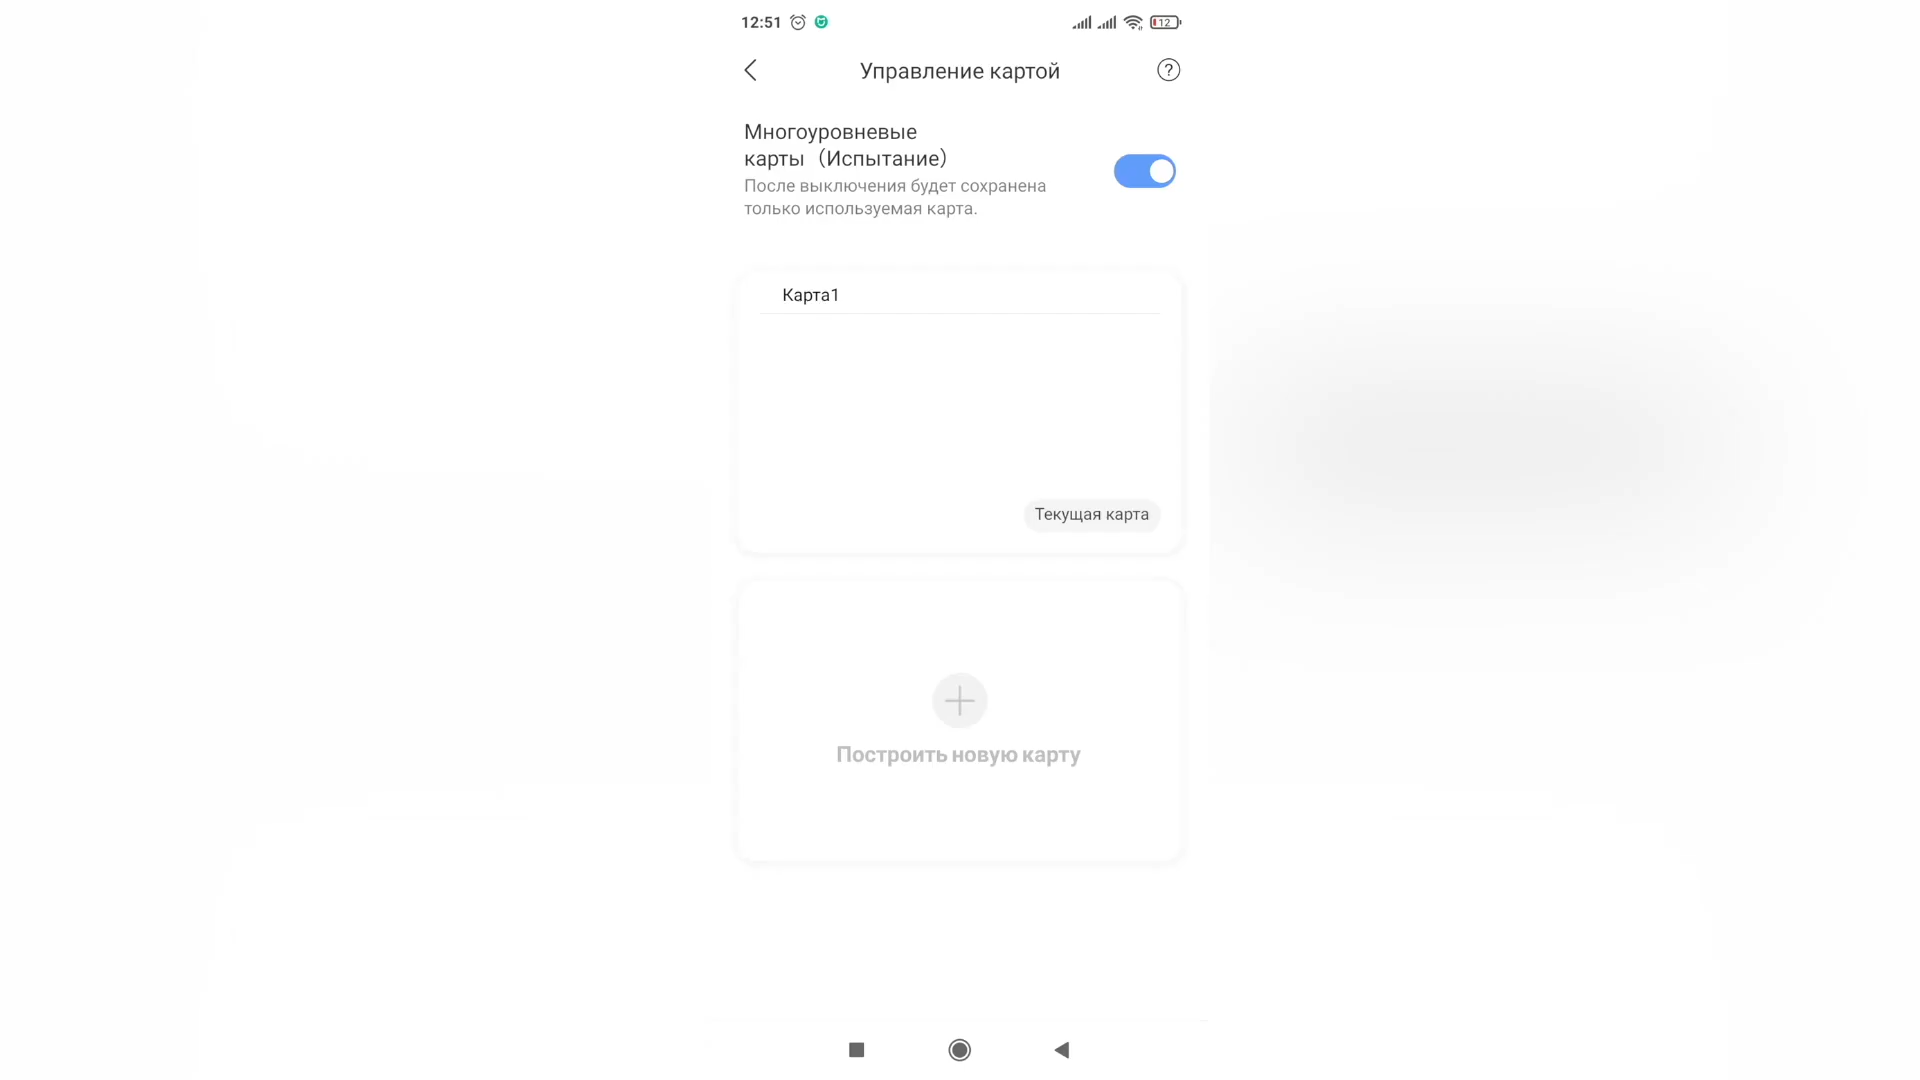 12:51
12
Управление картой
?
Многоуровневые
карты（Испытание）
После выключения будет сохранена
только используемая карта.
Карта1
Текущая карта
Построить новую карту